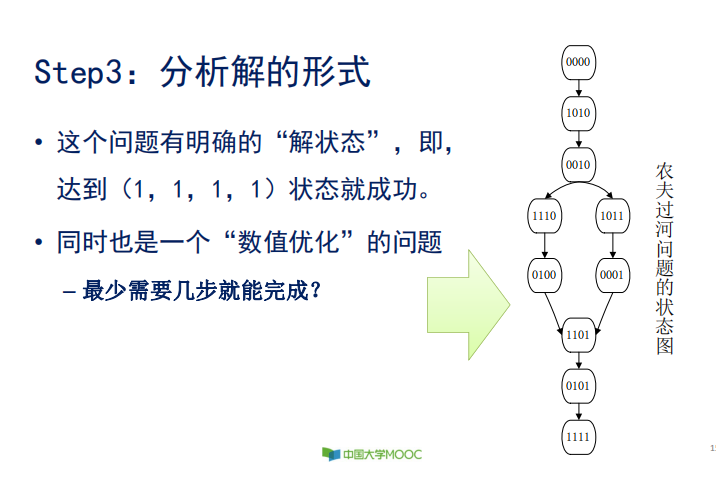 Step3：分析解的形式
• 这个问题有明确的“解状态”，即，
达到（1，1，1，1）状态就成功。
• 同时也是一个“数值优化”的问题
– 最少需要几步就能完成？
0000
1010
0010
1110 1011
0100 0001
1101
0101
1111
农夫过河问题的状态图
中国大学MOOC